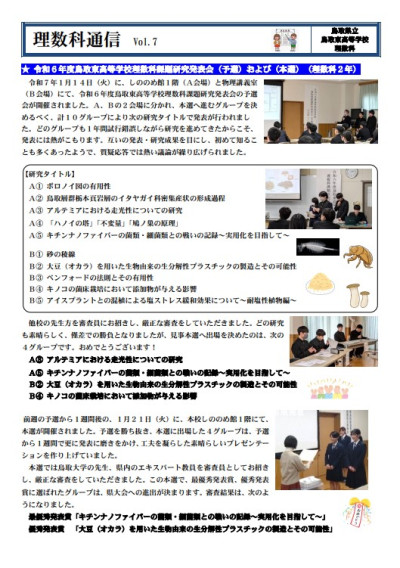 理数科通信 Vol.7
鳥取県立
鳥取東高等学校
理数科
★ 令和6年度鳥取東高等学校理数科課題研究発表会(予選)および(本選)(理数科2年)
令和7年1月14日(火)に、しののめ館1階(A会場)と物理講義室
(B会場)にて、令和6年度鳥取東高等学校理数科課題研究発表会の予選
会が開催されました。A、Bの2会場に分かれ、本選へ進むグループを決
めるべく、計10グループにより次の研究タイトルで発表が行われまし
た。どのグループも1年間試行錯誤しながら研究を進めてきたからこそ、
発表には熱がこもります。互いの発表・研究成果を目にし、初めて知るこ
とも多くあったようで、質疑応答では熱い議論が繰り広げられました。
【研究タイトル】
A① ボロノイ図の有用性
A② 鳥取層群栃本頁岩層のイタヤガイ科密集産状の形成過程
A③ アルテミアにおける走光性についての研究
A④ 「ハノイの塔」「不変量」「鳩ノ巣の原理」
A⑤ キチンナノファイバーの菌類・細菌類との戦いの記録~実用化を目指して~
B① 砂の稜線
B② 大豆(オカラ)を用いた生物由来の生分解性プラスチックの製造とその可能性
B③ ベンフォードの法則とその有用性
B④ キノコの菌床栽培において添加物が与える影響
B⑤ アイスプラントとの混植による塩ストレス緩和効果について~耐塩性植物編~
他校の先生方を審査員にお招きし、厳正な審査をしていただきました。どの研究
も素晴らしく、僅差での勝負となりましたが、見事本選へ出場を決めたのは、次の
4グループです。おめでとうございます!
A③ アルテミアにおける走光性についての研究
A⑤ キチンナノファイバーの菌類・細菌類との戦いの記録~実用化を目指して~
B② 大豆(オカラ)を用いた生物由来の生分解性プラスチックの製造とその可能性
B④ キノコの菌床栽培において添加物が与える影響
前週の予選から1週間後の、1月21日(火)に、本校しののめ館1階にて、
本選が開催されました。予選を勝ち抜き、本選に出場した4グループは、予選
から1週間で更に発表に磨きをかけ、工夫を凝らした素晴らしいプレゼンテー
ションを作り上げていました。
本選では鳥取大学の先生、県内のエキスパート教員を審査員としてお招き
し、厳正な審査をしていただきました。この本選で、最優秀発表賞、優秀発表
賞に選ばれたグループは、県大会への進出が決まります。審査結果は、次のよ
うになりました。
最優秀発表賞「キチンナノファイバーの菌類・細菌類との戦いの記録~実用化を目指して~」
優秀発表賞 「大豆(オカラ)を用いた生物由来の生分解性プラスチックの製造とその可能性」